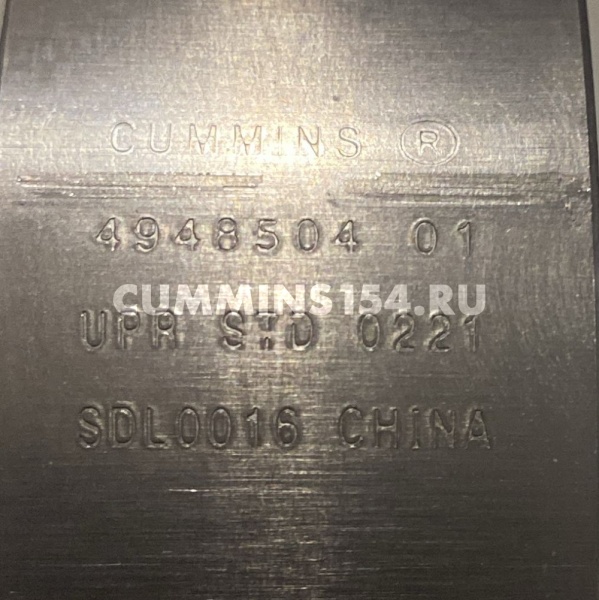 CUMMINS ®
4948504 01
CUMMINS154.RU
UPR STD 0221
SDL0016 CHINA